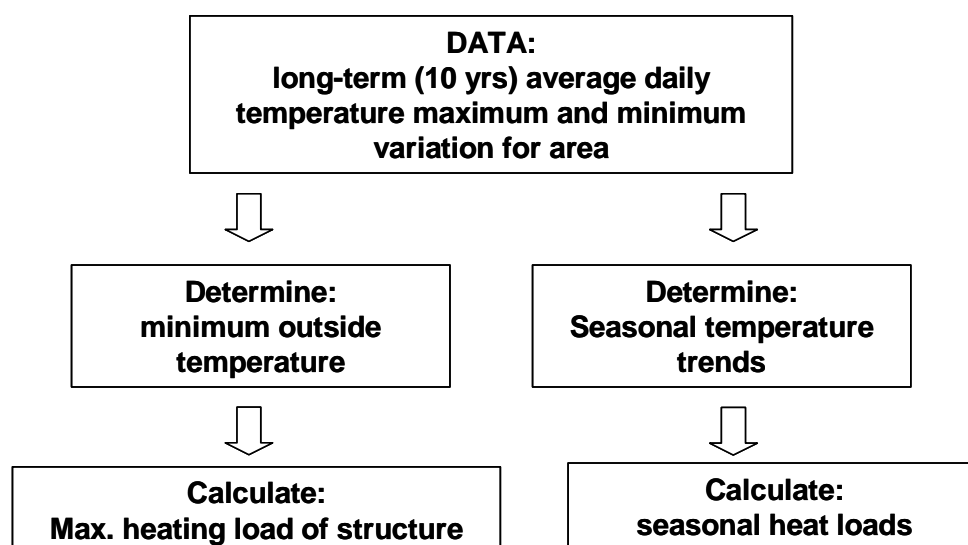 DATA:
long-term (10 yrs) average daily
temperature maximum and minimum
variation for area
Determine:
minimum outside
temperature
Determine:
Seasonal temperature
trends
Calculate:
Max. heating load of structure
Calculate:
seasonal heat loads